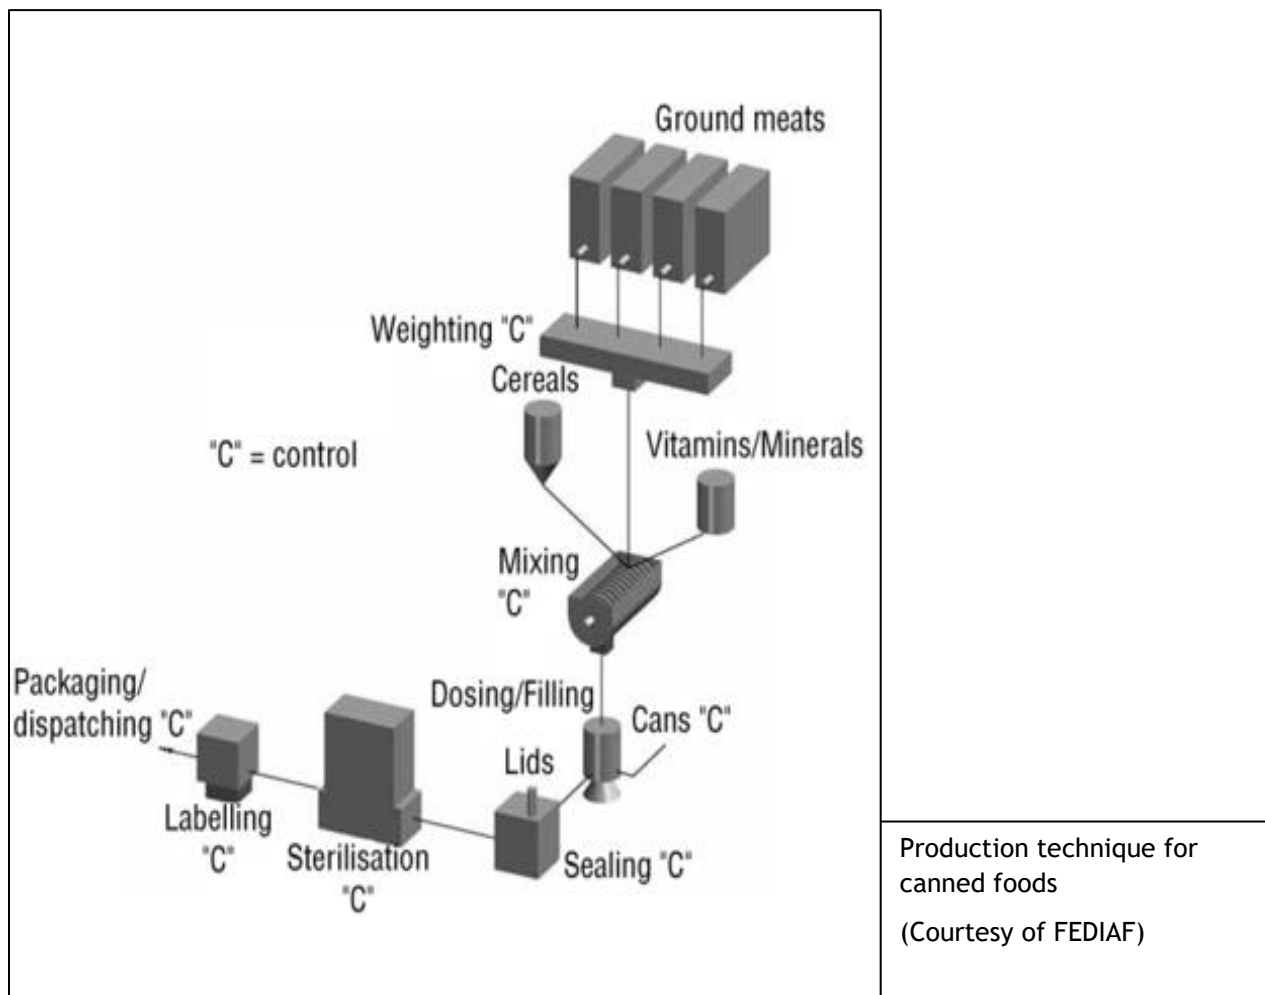 Ground meats
Weighting "C"
Cereals
"C" = control
Vitamins/Minerals
Mixing
"C"
Packaging/
dispatching "C"
Dosing/Filling
Cans "C"
Lids
Labelling
"C"
Sterilisation
"C"
Sealing "C"
Production technique for
canned foods
(Courtesy of FEDIAF)